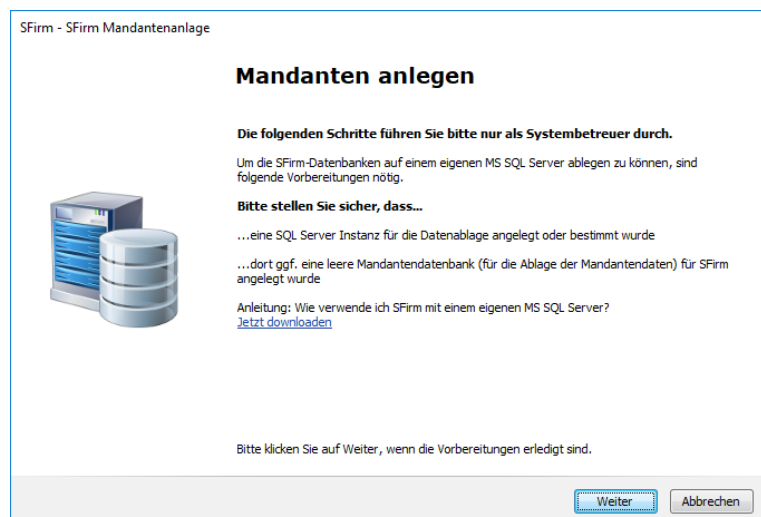 SFirm - SFirm Mandantenanlage
Mandanten anlegen
Die folgenden Schritte führen Sie bitte nur als Systembetreuer durch.
Um die SFirm-Datenbanken auf einem eigenen MS SQL Server ablegen zu können, sind
folgende Vorbereitungen nötig.
Bitte stellen Sie sicher, dass...
...eine SQL Server Instanz für die Datenablage angelegt oder bestimmt wurde
...dort ggf. eine leere Mandantendatenbank (für die Ablage der Mandantendaten) für SFirm
angelegt wurde
Anleitung: Wie verwende ich SFirm mit einem eigenen MS SQL Server?
Jetzt downloaden
Bitte klicken Sie auf Weiter, wenn die Vorbereitungen erledigt sind.
Weiter Abbrechen